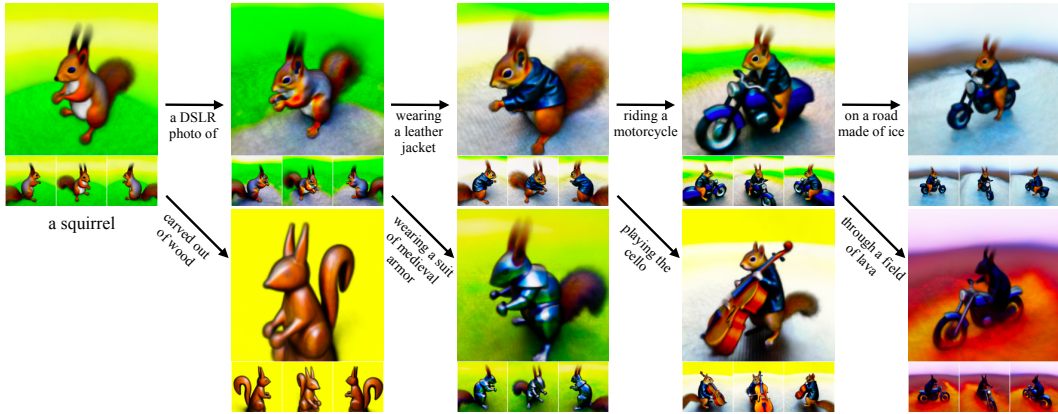 a DSLR
photo of
wearing
a leather
jacket
riding a
motorcycle
on a road
made of ice
a squirrel
carved out
of wood
wearing a suit
of medieval
armor
playing the
cello
through a field
of lava